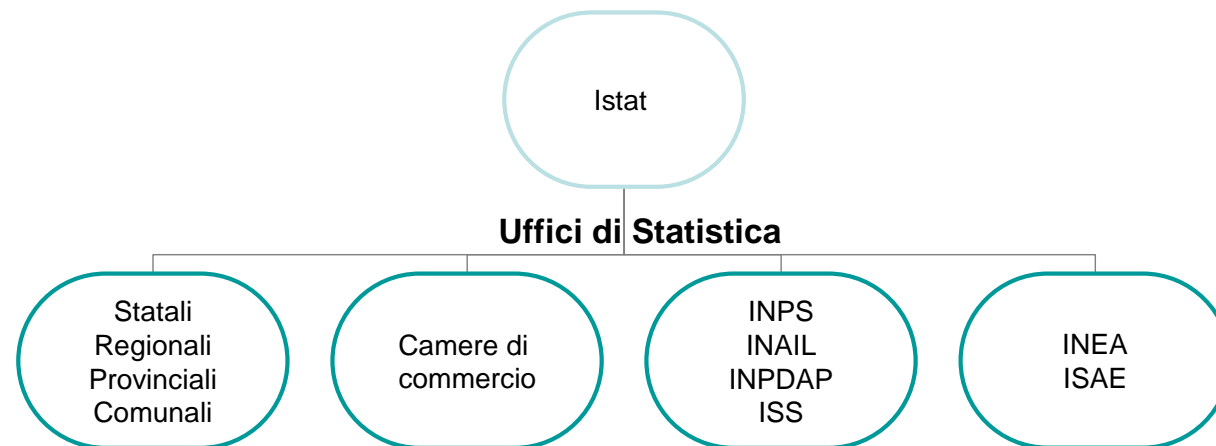 Istat
Uffici di Statistica
Statali
Regionali
Provinciali
Comunali
Camere di
commercio
INPS
INAIL
INPDAP
ISS
INEA
ISAE